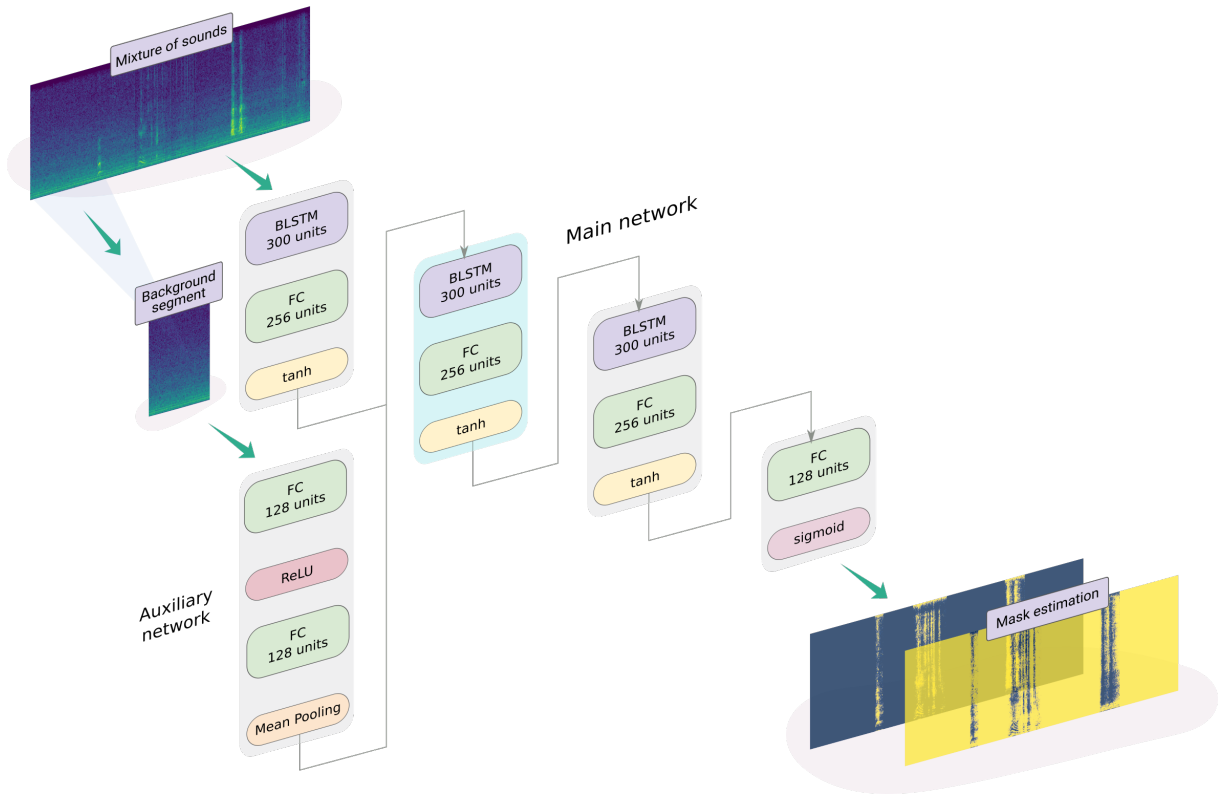 Mixture of sounds
Background
segment
BLSTM
300 units
FC
256 units
tanh
Main network
BLSTM
300 units
FC
256 units
tanh
BLSTM
300 units
FC
256 units
tanh
FC
128 units
sigmoid
Auxiliary
network
FC
128 units
ReLU
FC
128 units
Mean Pooling
Mask estimation